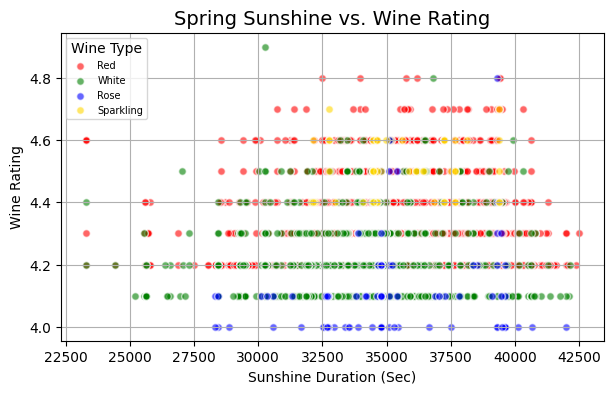 Spring Sunshine vs. Wine Rating
Wine Type
Red
White
Rose
Sparkling
Wine Rating
4.8
4.6
4.4
4.2
4.0
22500 25000 27500 30000 32500 35000 37500 40000 42500
Sunshine Duration (Sec)